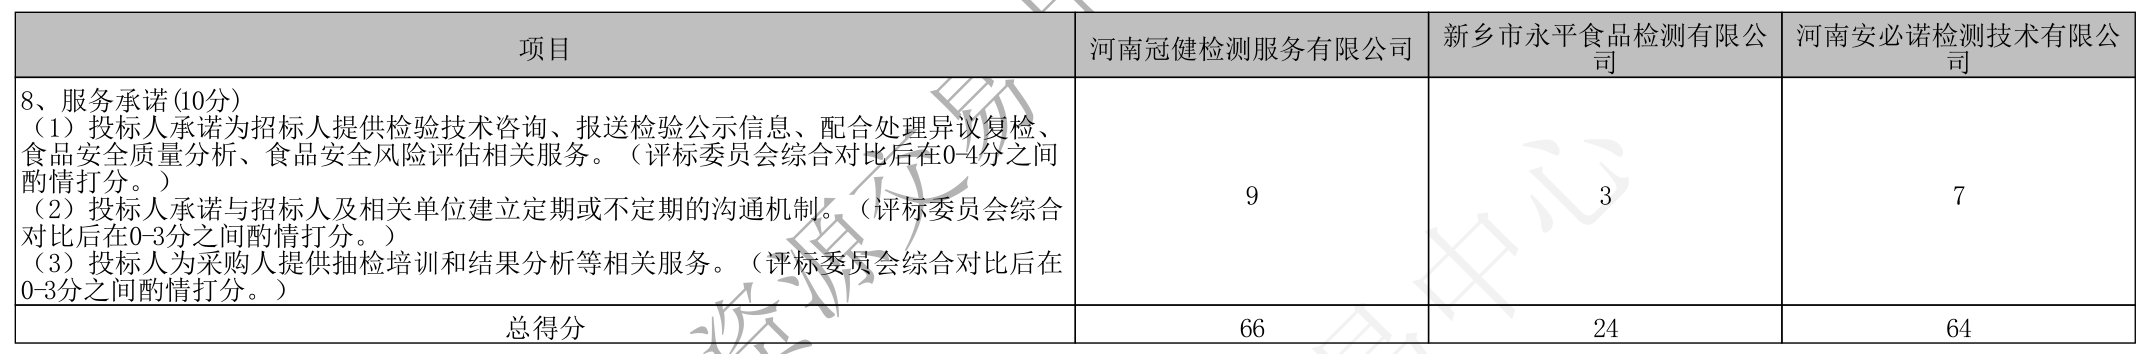 项目
河南冠健检测服务有限公司
新乡市永平食品检测有限公
司
河南安必诺检测技术有限公
司
8、服务承诺(10分)
（1）投标人承诺为招标人提供检验技术咨询、报送检验公示信息、配合处理异议复检、
食品安全质量分析、食品安全风险评估相关服务。（评标委员会综合对比后在0-4分之间
酌情打分。）
（2）投标人承诺与招标人及相关单位建立定期或不定期的沟通机制。（评标委员会综合
对比后在0-3分之间酌情打分。）
（3）投标人为采购人提供抽检培训和结果分析等相关服务。（评标委员会综合对比后在
0-3分之间酌情打分。）
9
3
7
总得分
66
24
64
资源交易中
易中心